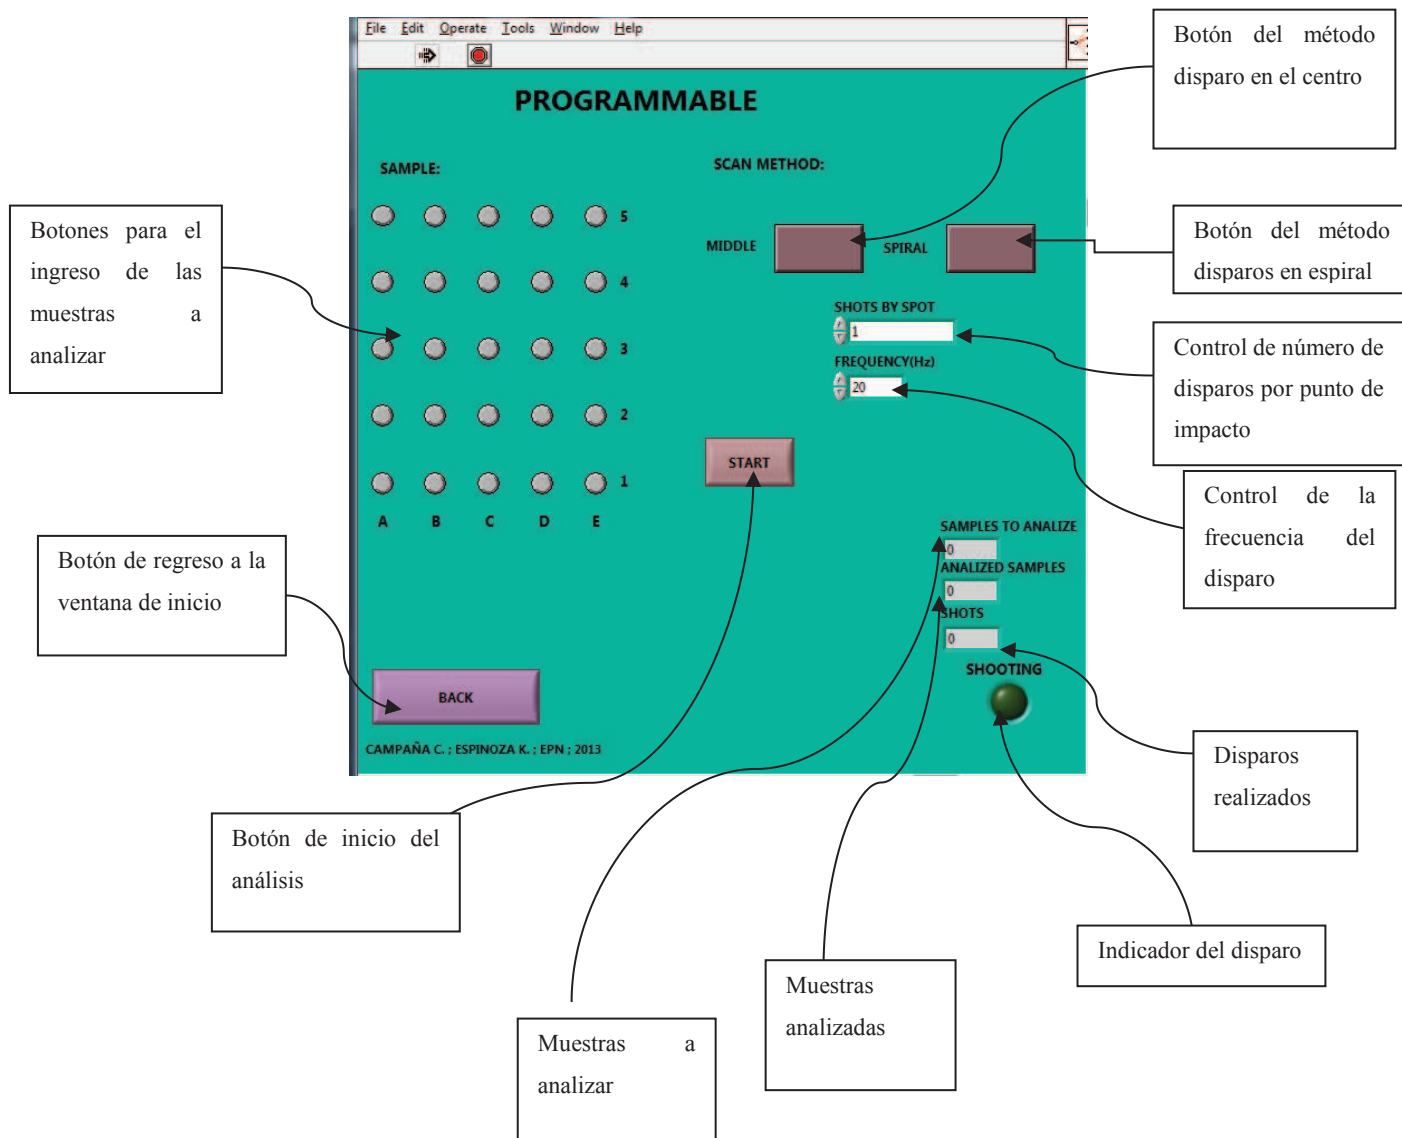 File Edit Operate Tools Window Help
PROGRAMMABLE
SAMPLE:
SCAN METHOD:
5
4
3
2
1
A B C D E
MIDDLE
SPIRAL
SHOTS BY SPOT
1
FREQUENCY(Hz)
20
START
SAMPLES TO ANALIZE
0
ANALIZED SAMPLES
0
SHOTS
0
SHOOTING
BACK
CAMPAÑA C. ; ESPINOZA K. ; EPN ; 2013
Botón del método
disparo en el centro
Botón del método
disparos en espiral
Control de número de
disparos por punto de
impacto
Control de la
frecuencia del
disparo
Botones para el
ingreso de las
muestras a
analizar
Botón de regreso a la
ventana de inicio
Botón de inicio del
análisis
Muestras a
analizar
Muestras
analizadas
Indicador del disparo
Disparos
realizados